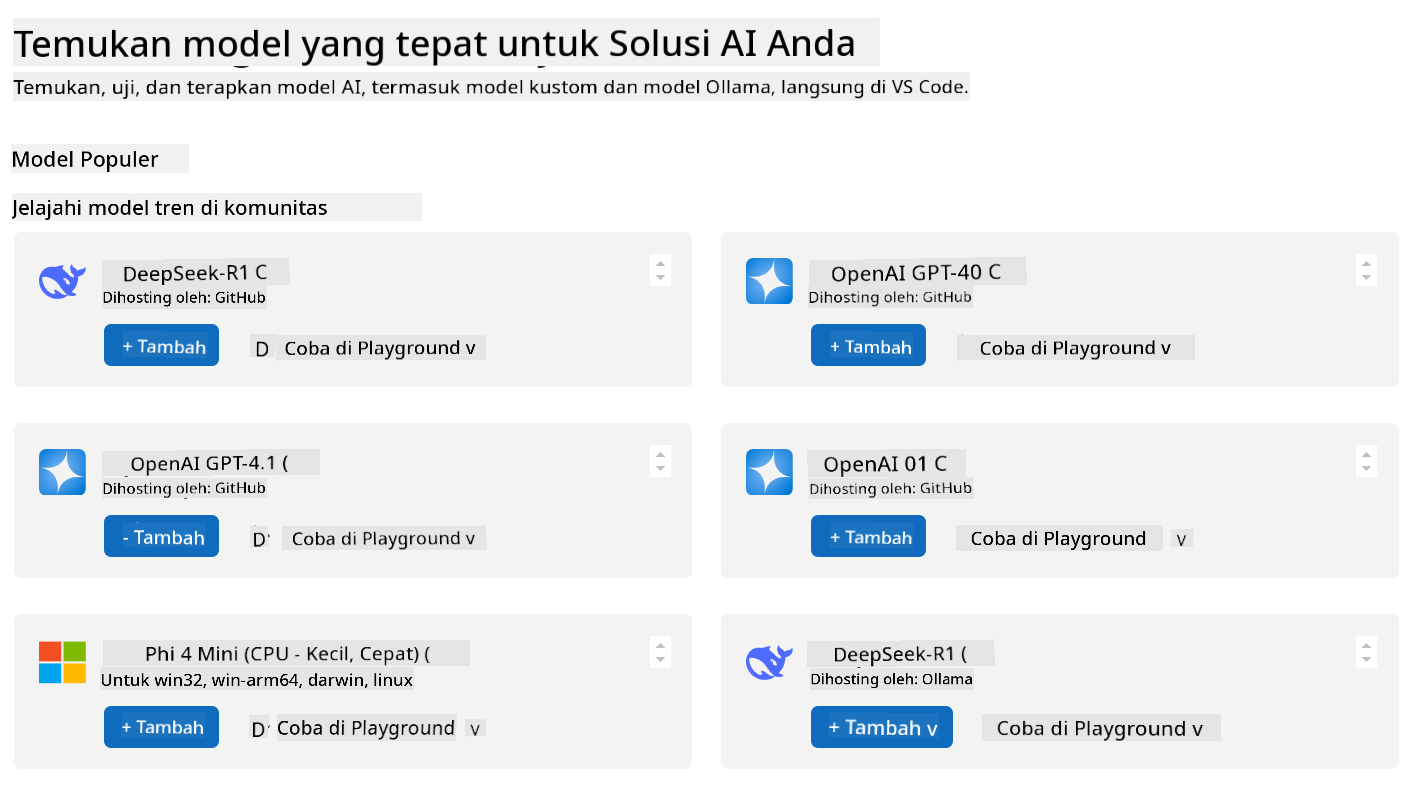 Temukan model yang tepat untuk Solusi AI Anda
Temukan, uji, dan terapkan model AI, termasuk model kustom dan model Ollama, langsung di VS Code.
Model Populer
Jelajahi model tren di komunitas
DeepSeek-R1 C
Dihosting oleh: GitHub
+ Tambah
D Coba di Playground v
OpenAI GPT-40 C
Dihosting oleh: GitHub
+ Tambah
Coba di Playground v
OpenAI GPT-4.1 (
Dihosting oleh: GitHub
- Tambah
D Coba di Playground v
OpenAI 01 C
Dihosting oleh: GitHub
+ Tambah
Coba di Playground v
Phi 4 Mini (CPU - Kecil, Cepat) (
Untuk win32, win-arm64, darwin, linux
+ Tambah
D Coba di Playground v
DeepSeek-R1 (
Dihosting oleh: Ollama
+ Tambah v
Coba di Playground v